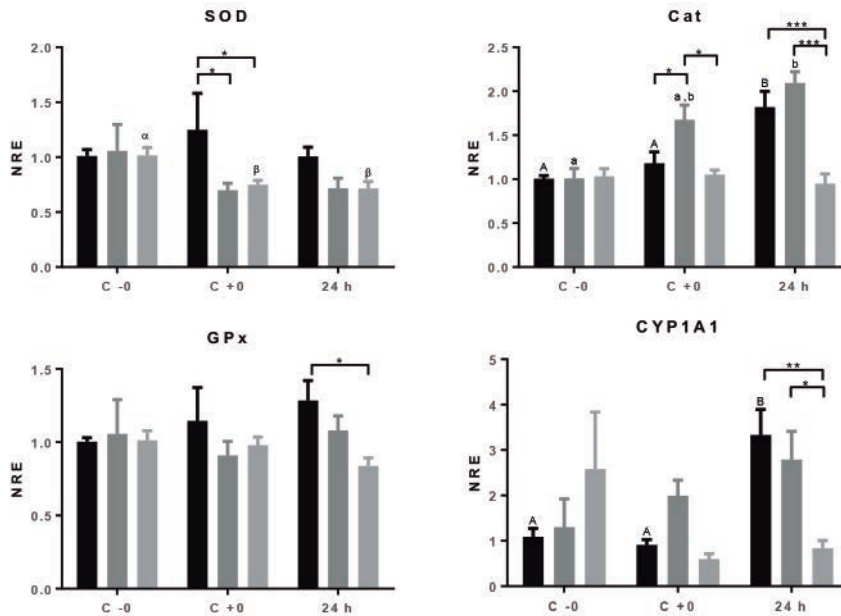 SOD
2.0
1.5
1.0
0.5
0.0
NRE
α
*
*
β
β
C -0
C +0
24 h
Cat
2.5
2.0
1.5
1.0
0.5
0.0
NRE
A
a
*
*
A
a,b
***
***
B
b
C -0
C +0
24 h
GPx
1.5
1.0
0.5
0.0
NRE
*
C -0
C +0
24 h
CYP1A1
5
4
3
2
1
0
NRE
A
A
**
*
B
C -0
C +0
24 h